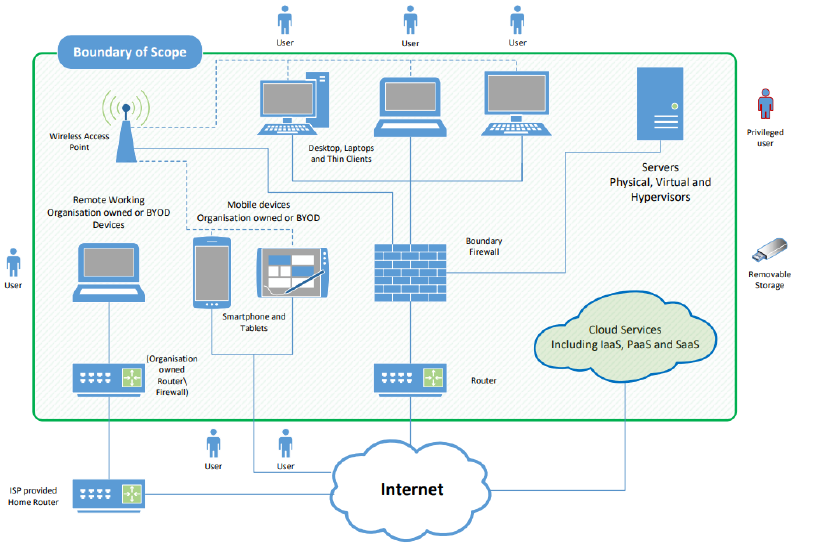 User
User
User
Boundary of Scope
Wireless Access
Point
Desktop, Laptops
and Thin Clients
Privileged
user
Servers
Physical, Virtual and
Hypervisors
Remote Working
Organisation owned or BYOD
Devices
Mobile devices
Organisation owned or BYOD
Boundary
Firewall
User
Removable
Storage
Smartphone and
Tablets
Cloud Services
Including IaaS, PaaS and SaaS
(Organisation
owned
Router\
Firewall)
Router
User
User
ISP provided
Home Router
Internet